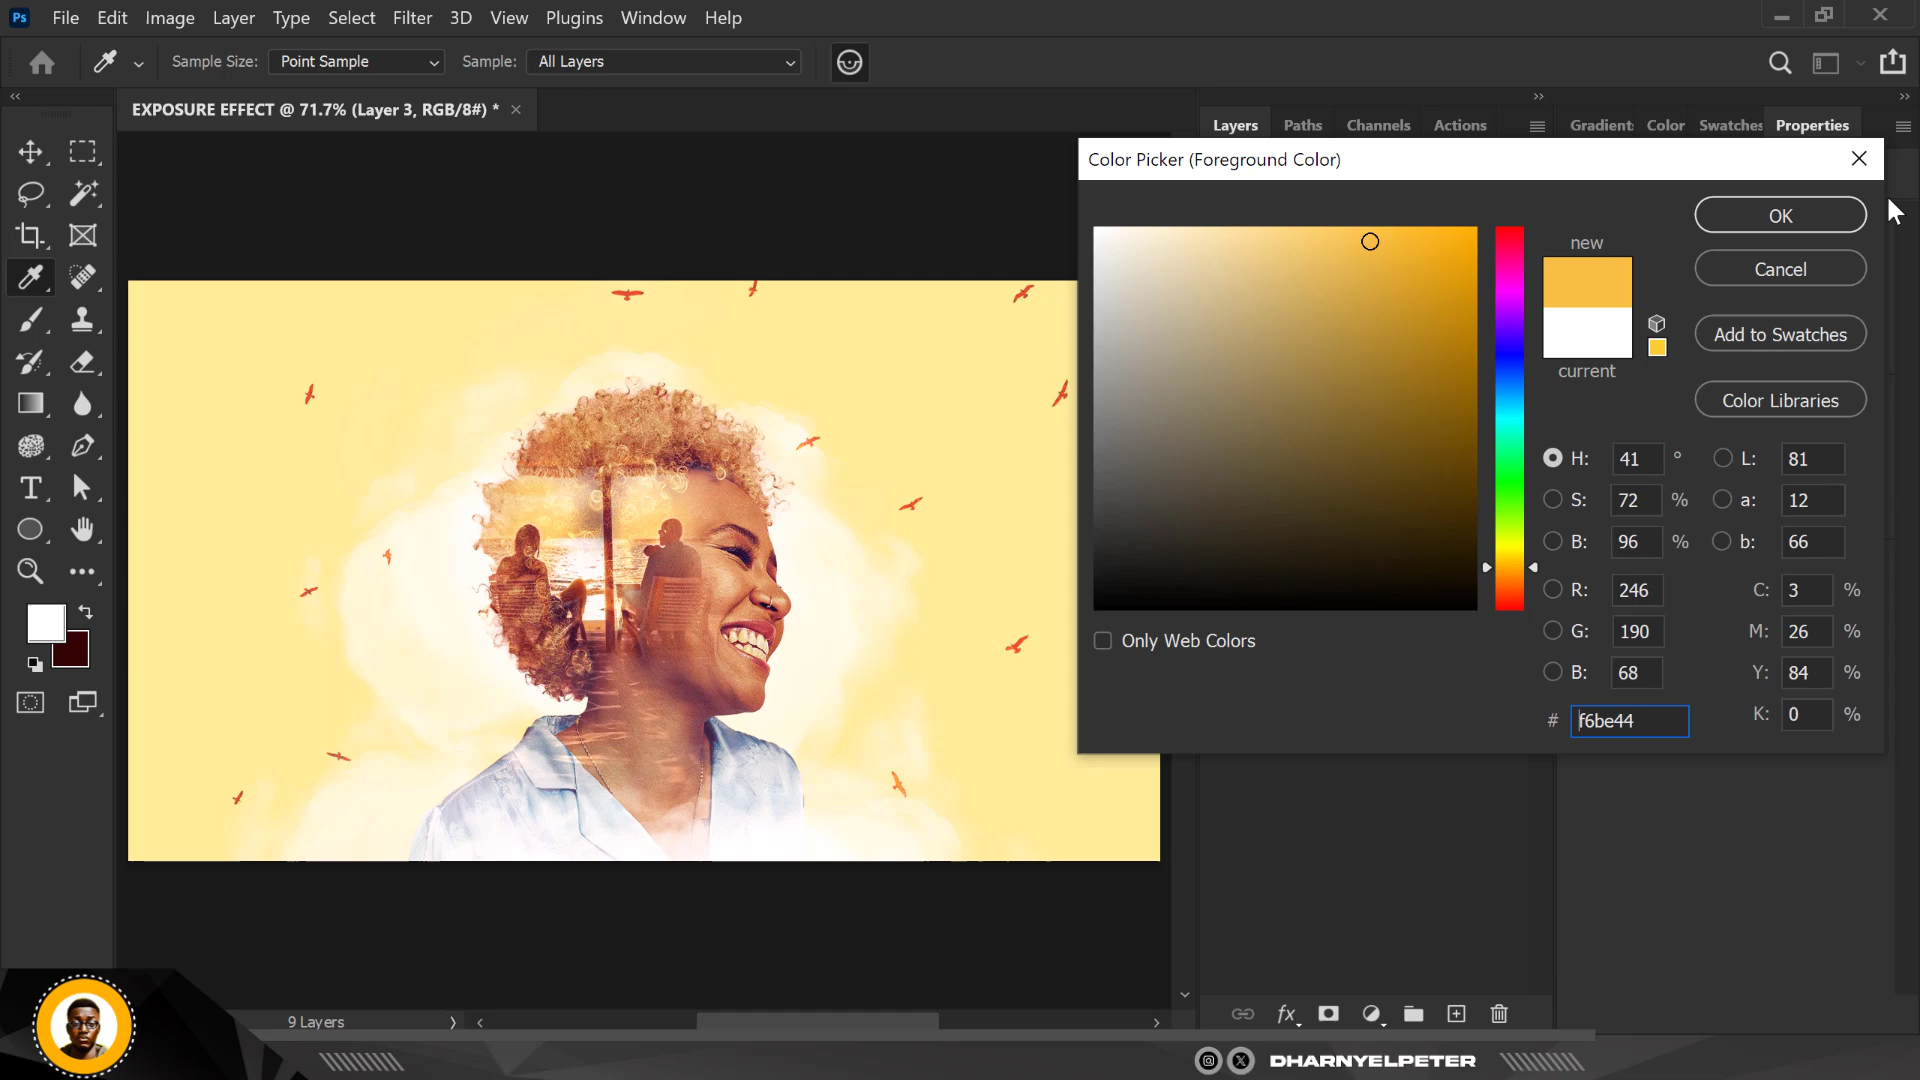 Ps File Edit Image Layer Type Select Filter 3D View Plugins Window Help
Sample Size: Point Sample Sample: All Layers
EXPOSURE EFFECT @ 71.7% (Layer 3, RGB/8#) *
Layers Paths Channels Actions
Gradient Color Swatches Properties
Color Picker (Foreground Color)
OK
new
Cancel
Add to Swatches
current
Color Libraries
H: 41 ° L: 81
S: 72 % a: 12
B: 96 % b: 66
R: 246 C: 3 %
G: 190 M: 26 %
B: 68 Y: 84 %
# f6be44 K: 0 %
Only Web Colors
fx
9 Layers
DHARNYELPETER